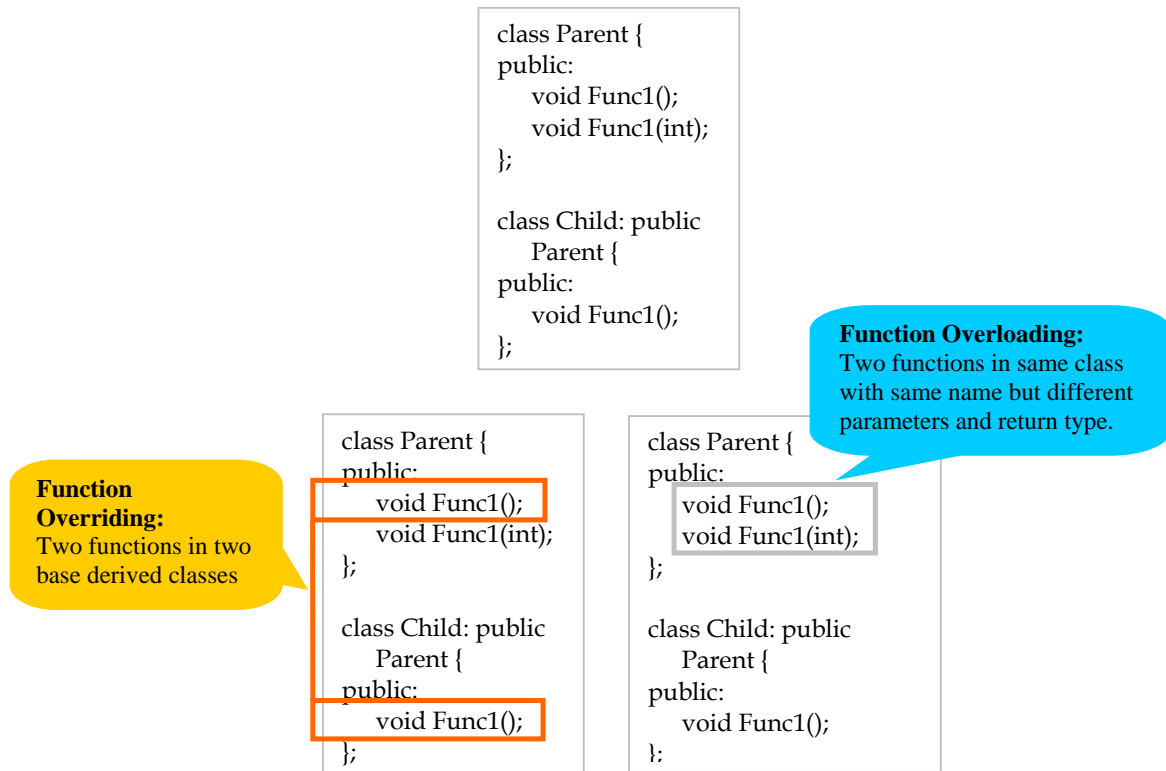 class Parent {
public:
void Func1();
void Func1(int);
};
class Child: public
Parent {
public:
void Func1();
};
Function Overloading:
Two functions in same class
with same name but different
parameters and return type.
Function
Overriding:
Two functions in two
base derived classes
class Parent {
public:
void Func1();
void Func1(int);
};
class Child: public
Parent {
public:
void Func1();
};
class Parent {
public:
void Func1();
void Func1(int);
};
class Child: public
Parent {
public:
void Func1();
};